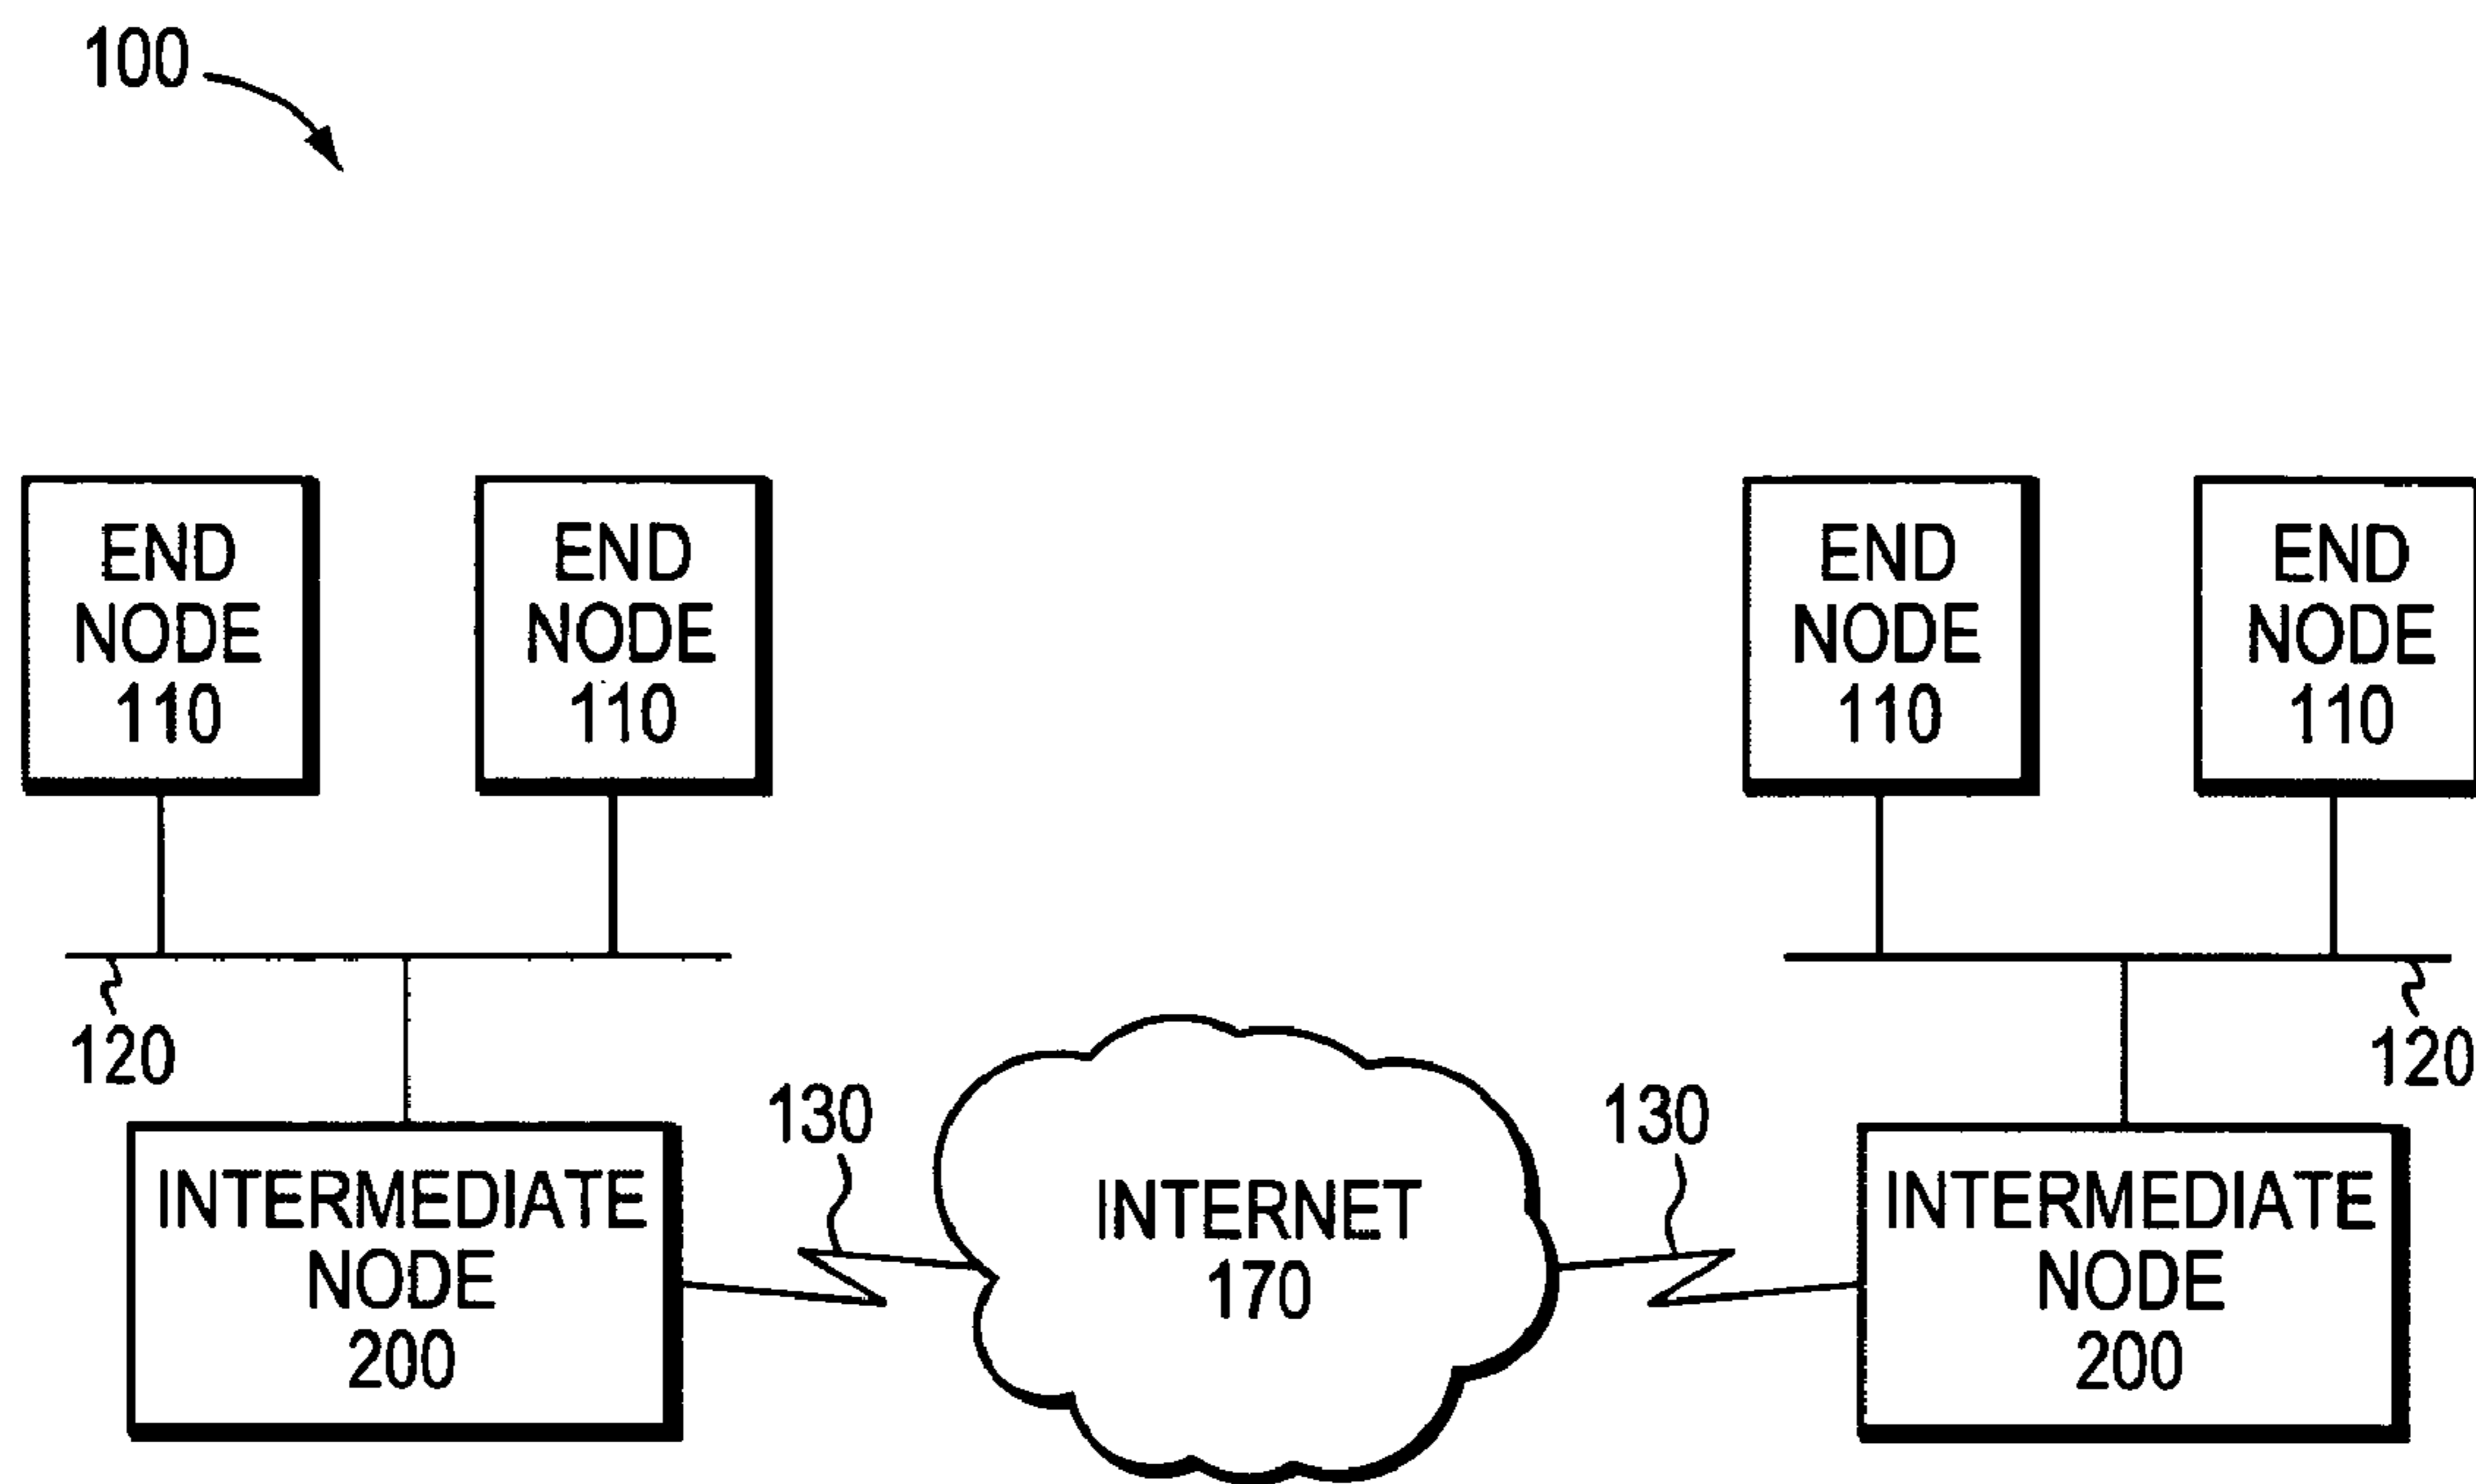 100
END
NODE
110
END
NODE
110
END
NODE
110
END
NODE
110
120
120
130
130
INTERMEDIATE
NODE
200
INTERNET
170
INTERMEDIATE
NODE
200